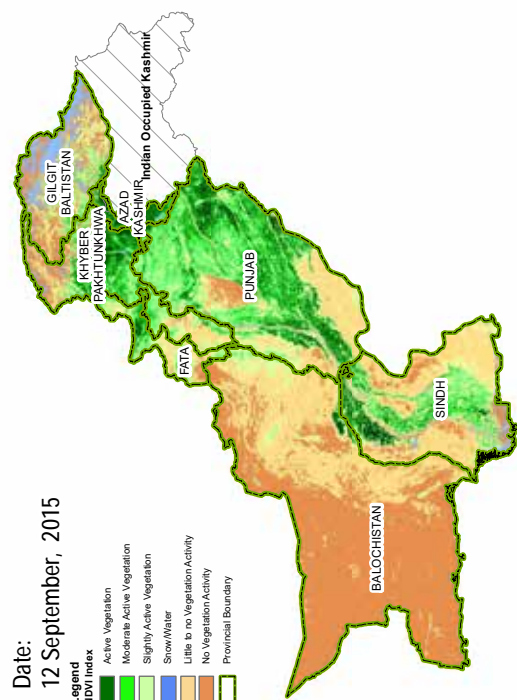 Date:
12 September, 2015
Legend
NDVI Index
Active Vegetation
Moderate Active Vegetation
Slightly Active Vegetation
Snow/Water
Little to no Vegetation Activity
No Vegetation Activity
Provincial Boundary
GILGIT
BALTISTAN
KHYBER
PAKHTUNKHWA
AZAD
KASHMIR
Indian Occupied Kashmir
FATA
PUNJAB
BALOCHISTAN
SINDH